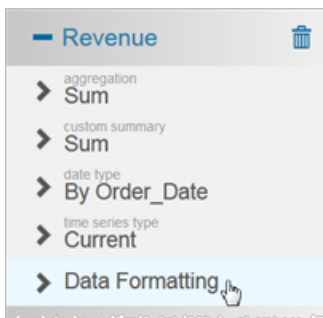 Revenue
aggregation
Sum
custom summary
Sum
date type
By Order_Date
time series type
Current
Data Formatting